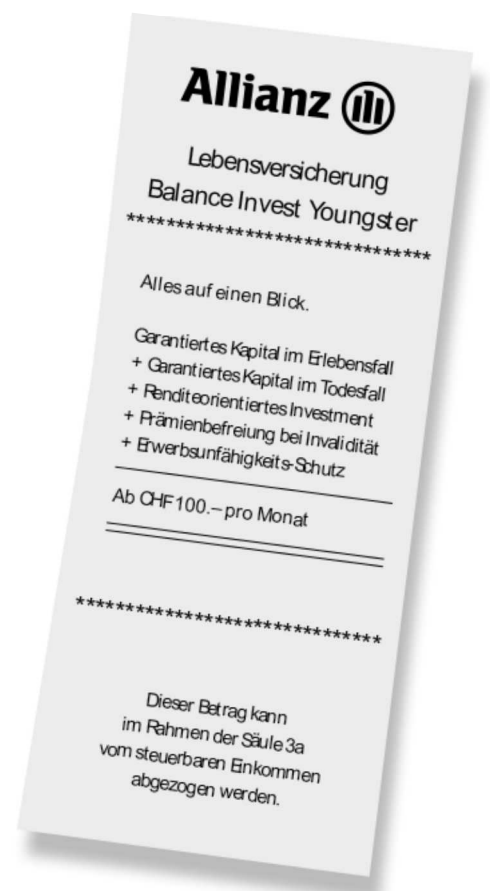 Allianz
Lebensversicherung
Balance Invest Youngster
*******************************
Alles auf einen Blick.
Garantiertes Kapital im Erlebensfall
+ Garantiertes Kapital im Todesfall
+ Renditeorientiertes Investment
+ Prämienbefreiung bei Invalidität
+ Erwerbsunfähigkeits-Schutz
Ab CHF 100.– pro Monat
*******************************
Dieser Betrag kann
im Rahmen der Säule 3a
vom steuerbaren Einkommen
abgezogen werden.